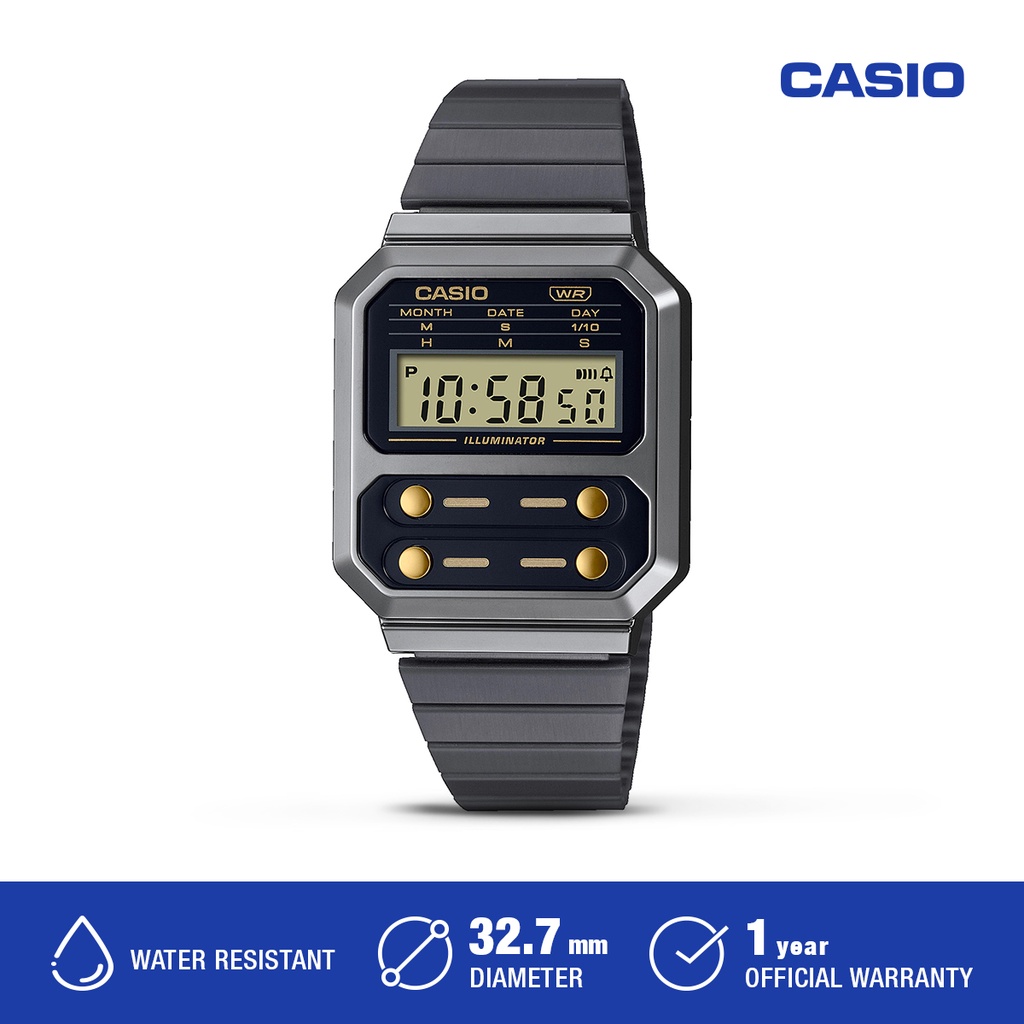 CASIO
CASIO WR
MONTH DATE DAY
M S 1/10
H M S
P
10:58 50
ILLUMINATOR
WATER RESISTANT
32.7 mm
DIAMETER
1 year
OFFICIAL WARRANTY